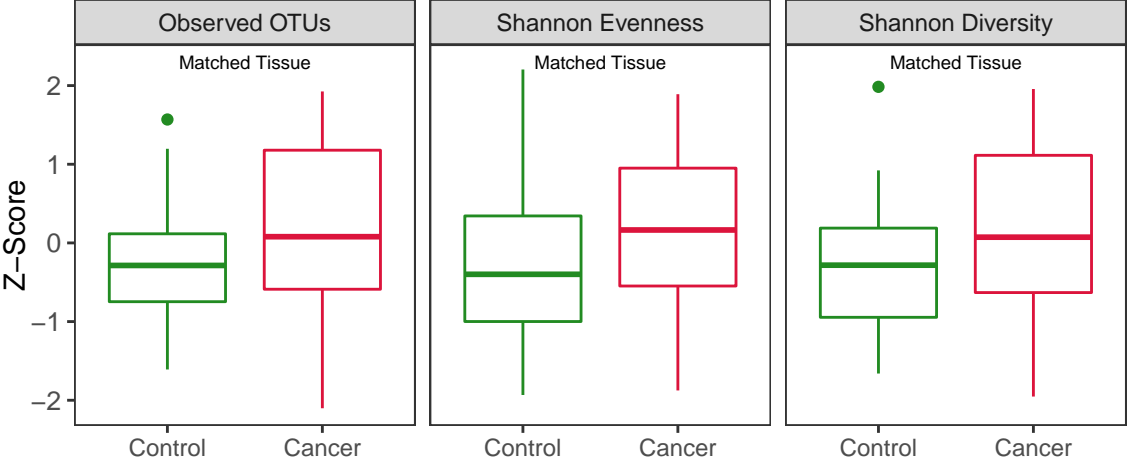 Observed OTUs
Shannon Evenness
Shannon Diversity
Matched Tissue
Matched Tissue
Matched Tissue
Z−Score
2
1
0
−1
−2
Control
Cancer
Control
Cancer
Control
Cancer